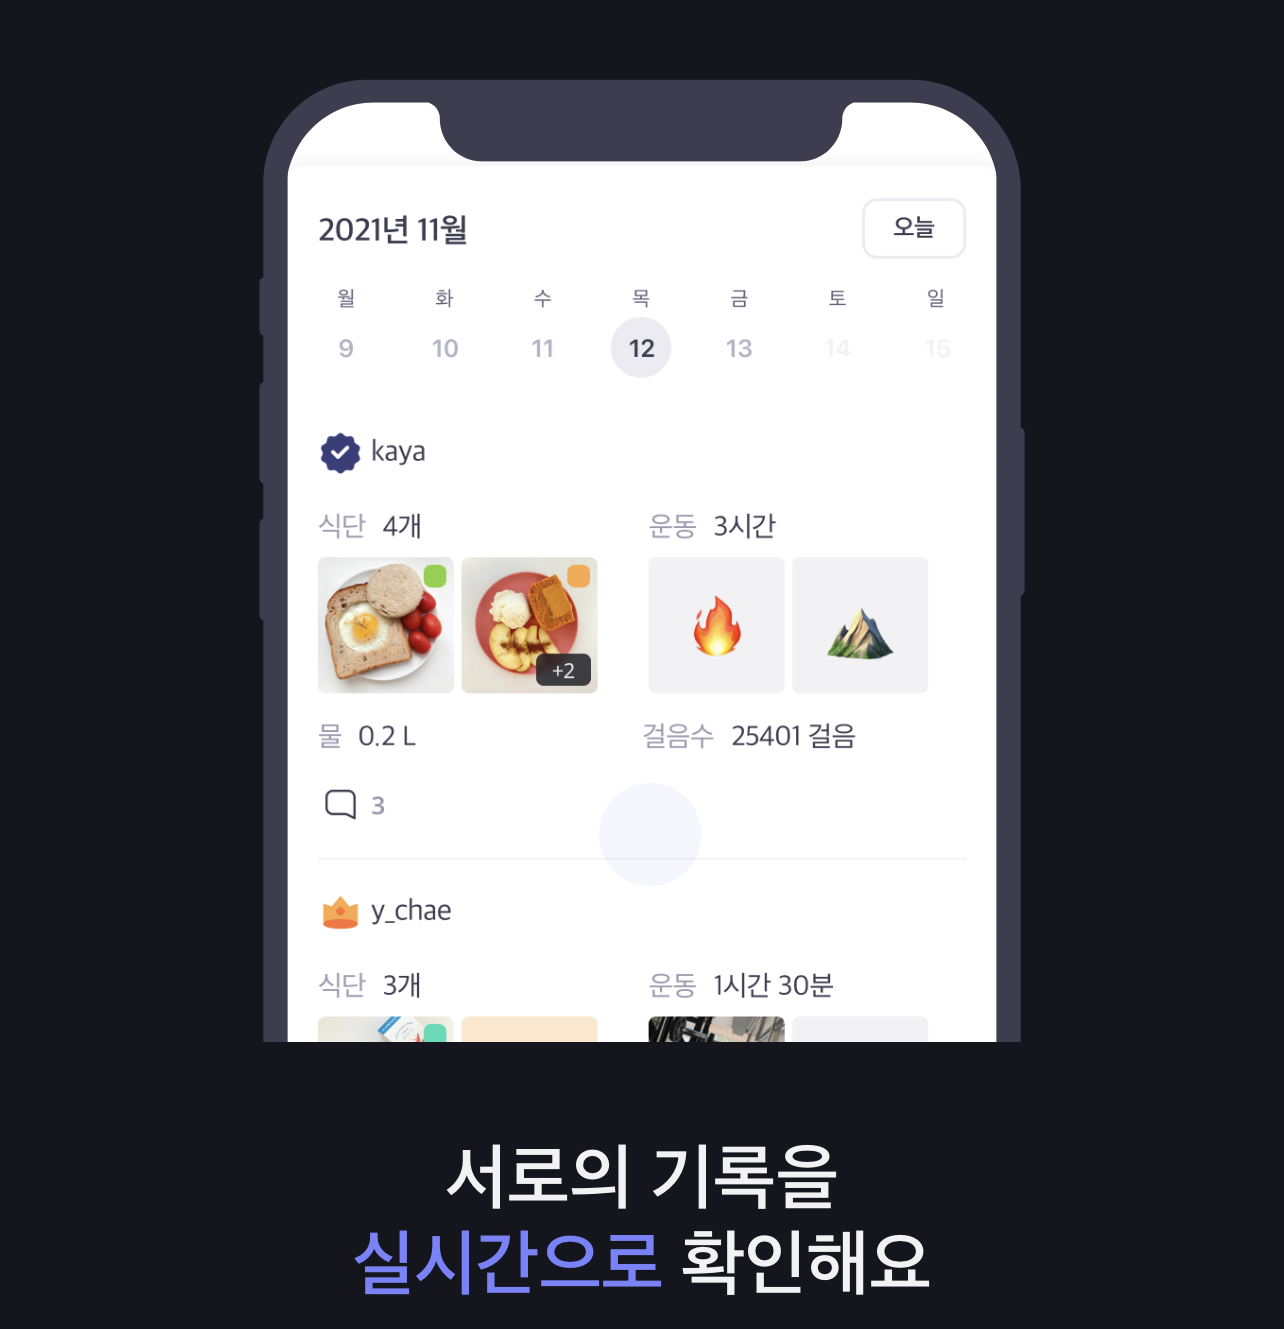 2021년 11월
오늘
월 화 수 목 금 토 일
9 10 11 12 13 14 15
kaya
식단 4개 운동 3시간
+2
물 0.2 L 걸음수 25401 걸음
3
y_chae
식단 3개 운동 1시간 30분
서로의 기록을
실시간으로 확인해요